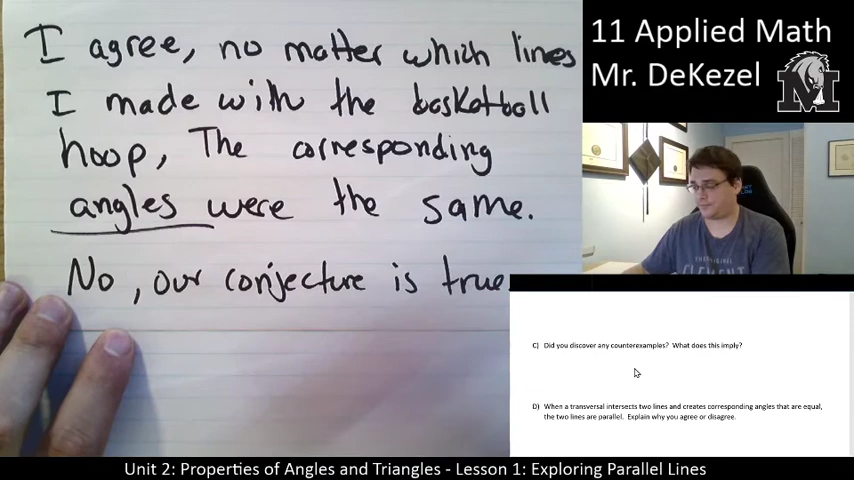 I agree, no matter which lines
I made with the basketball
hoop, The corresponding
angles were the same.
No, our conjecture is true
11 Applied Math
Mr. DeKezel
M
C) Did you discover any counterexamples? What does this imply?
D) When a transversal intersects two lines and creates corresponding angles that are equal,
the two lines are parallel. Explain why you agree or disagree.
Unit 2: Properties of Angles and Triangles - Lesson 1: Exploring Parallel Lines